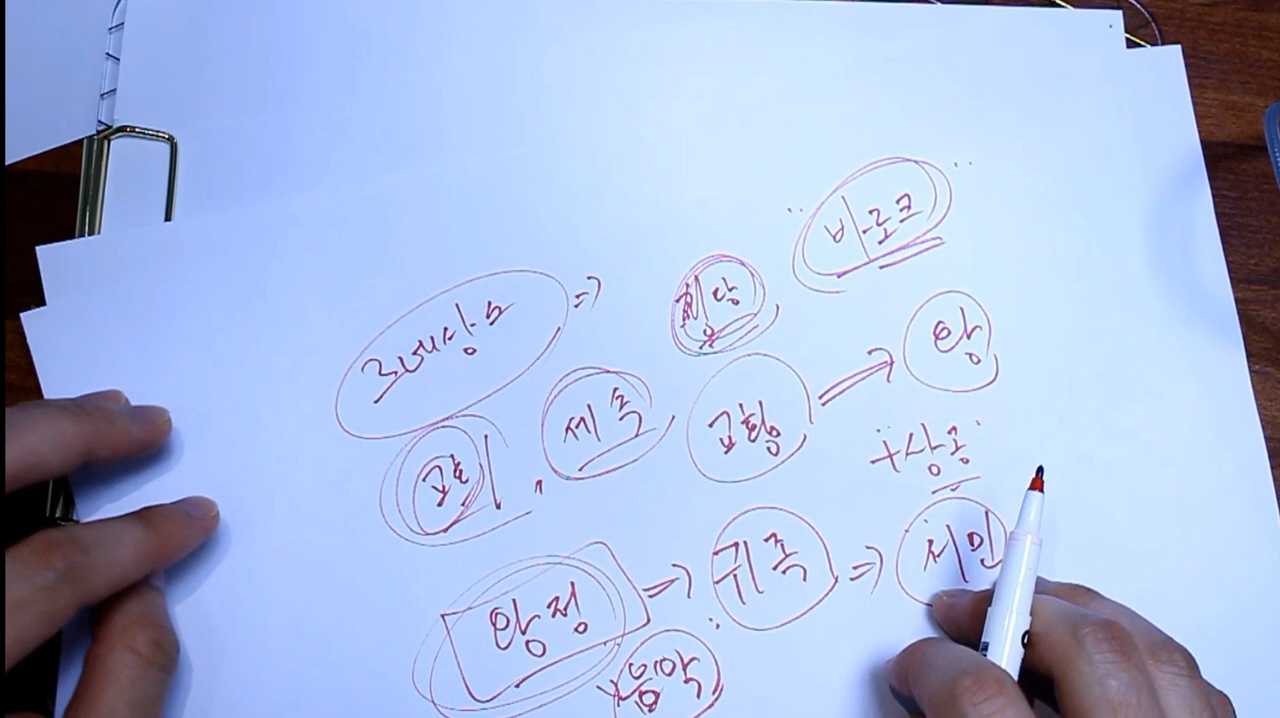 바로크
르네상스 =>
교회, 세속 교황 → 왕
+상공
왕정 => 귀족 => 시민
음악